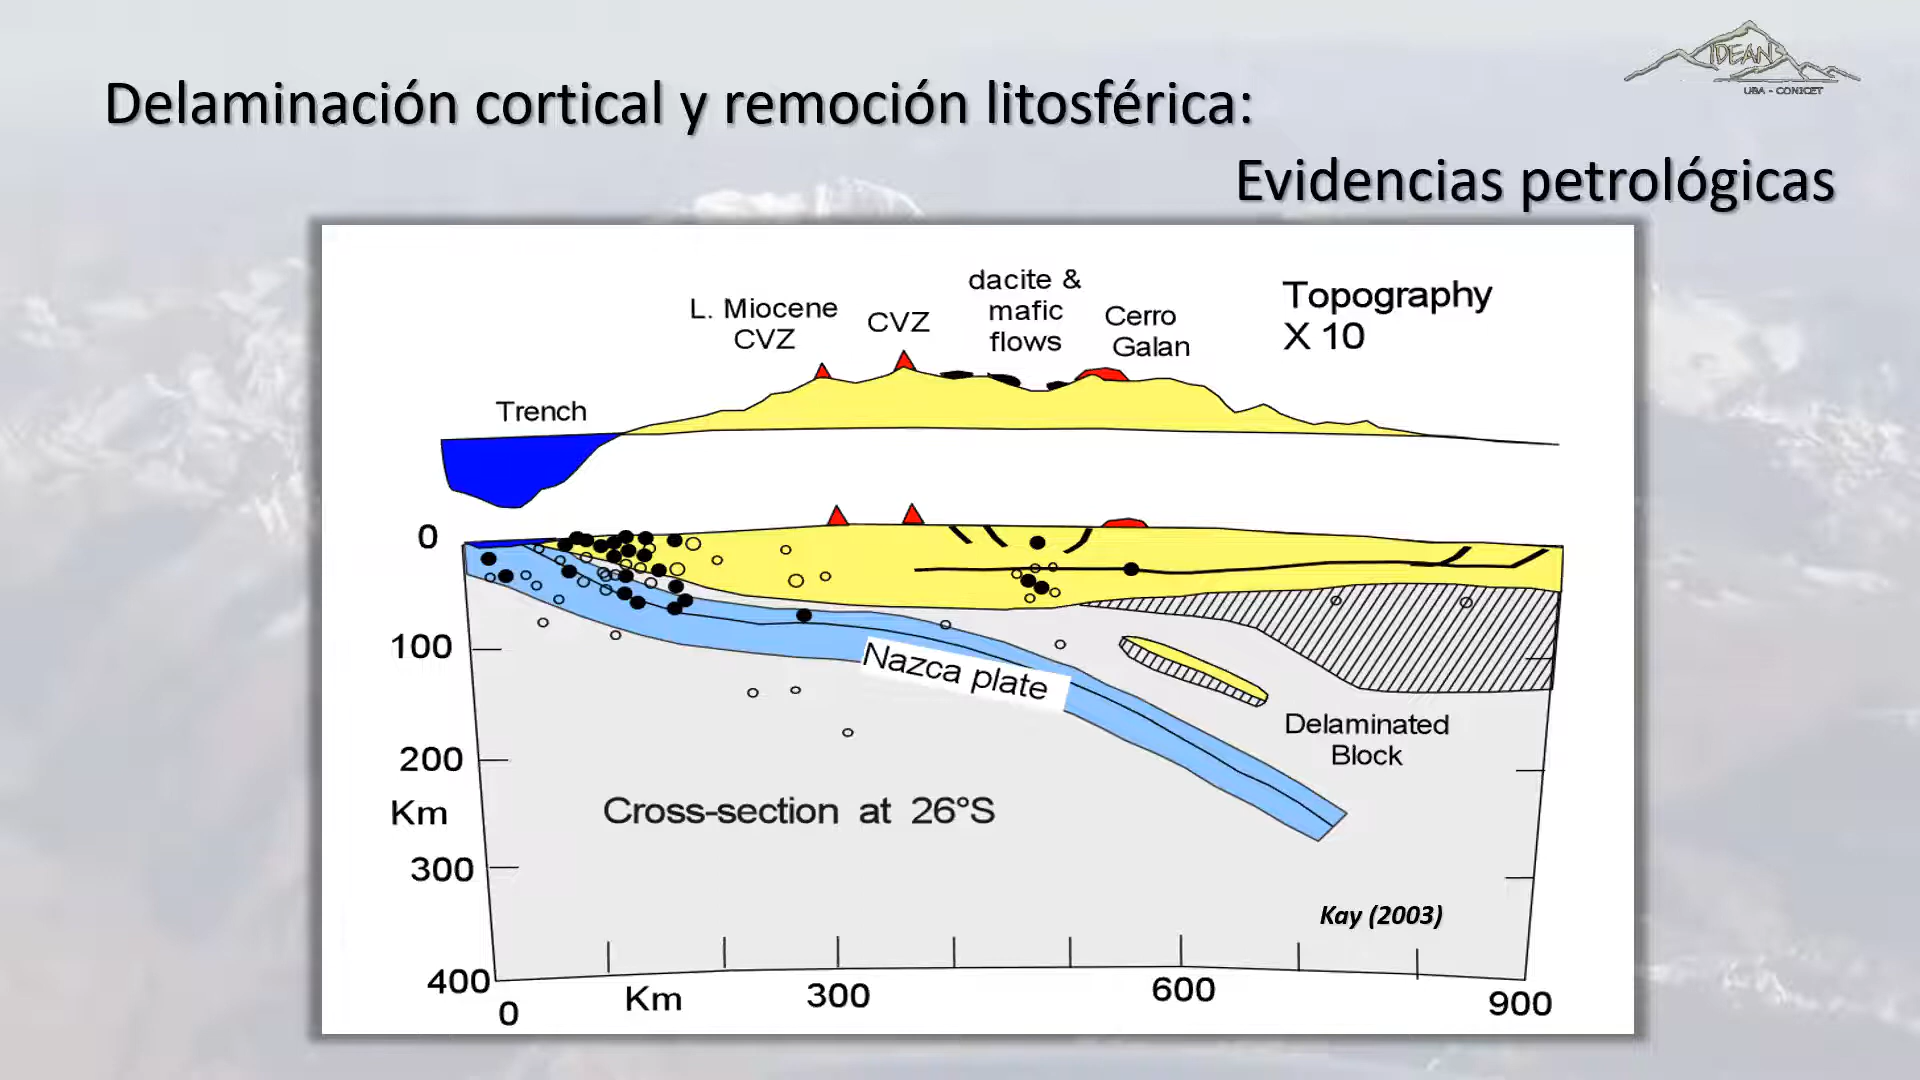 IDEAN
UBA - CONICET
Delaminación cortical y remoción litosférica:
Evidencias petrológicas
L. Miocene
CVZ
CVZ
dacite &
mafic
flows
Cerro
Galan
Topography
X 10
Trench
0
100
200
Km
300
400
Nazca plate
Delaminated
Block
Cross-section at 26°S
Kay (2003)
0
Km
300
600
900